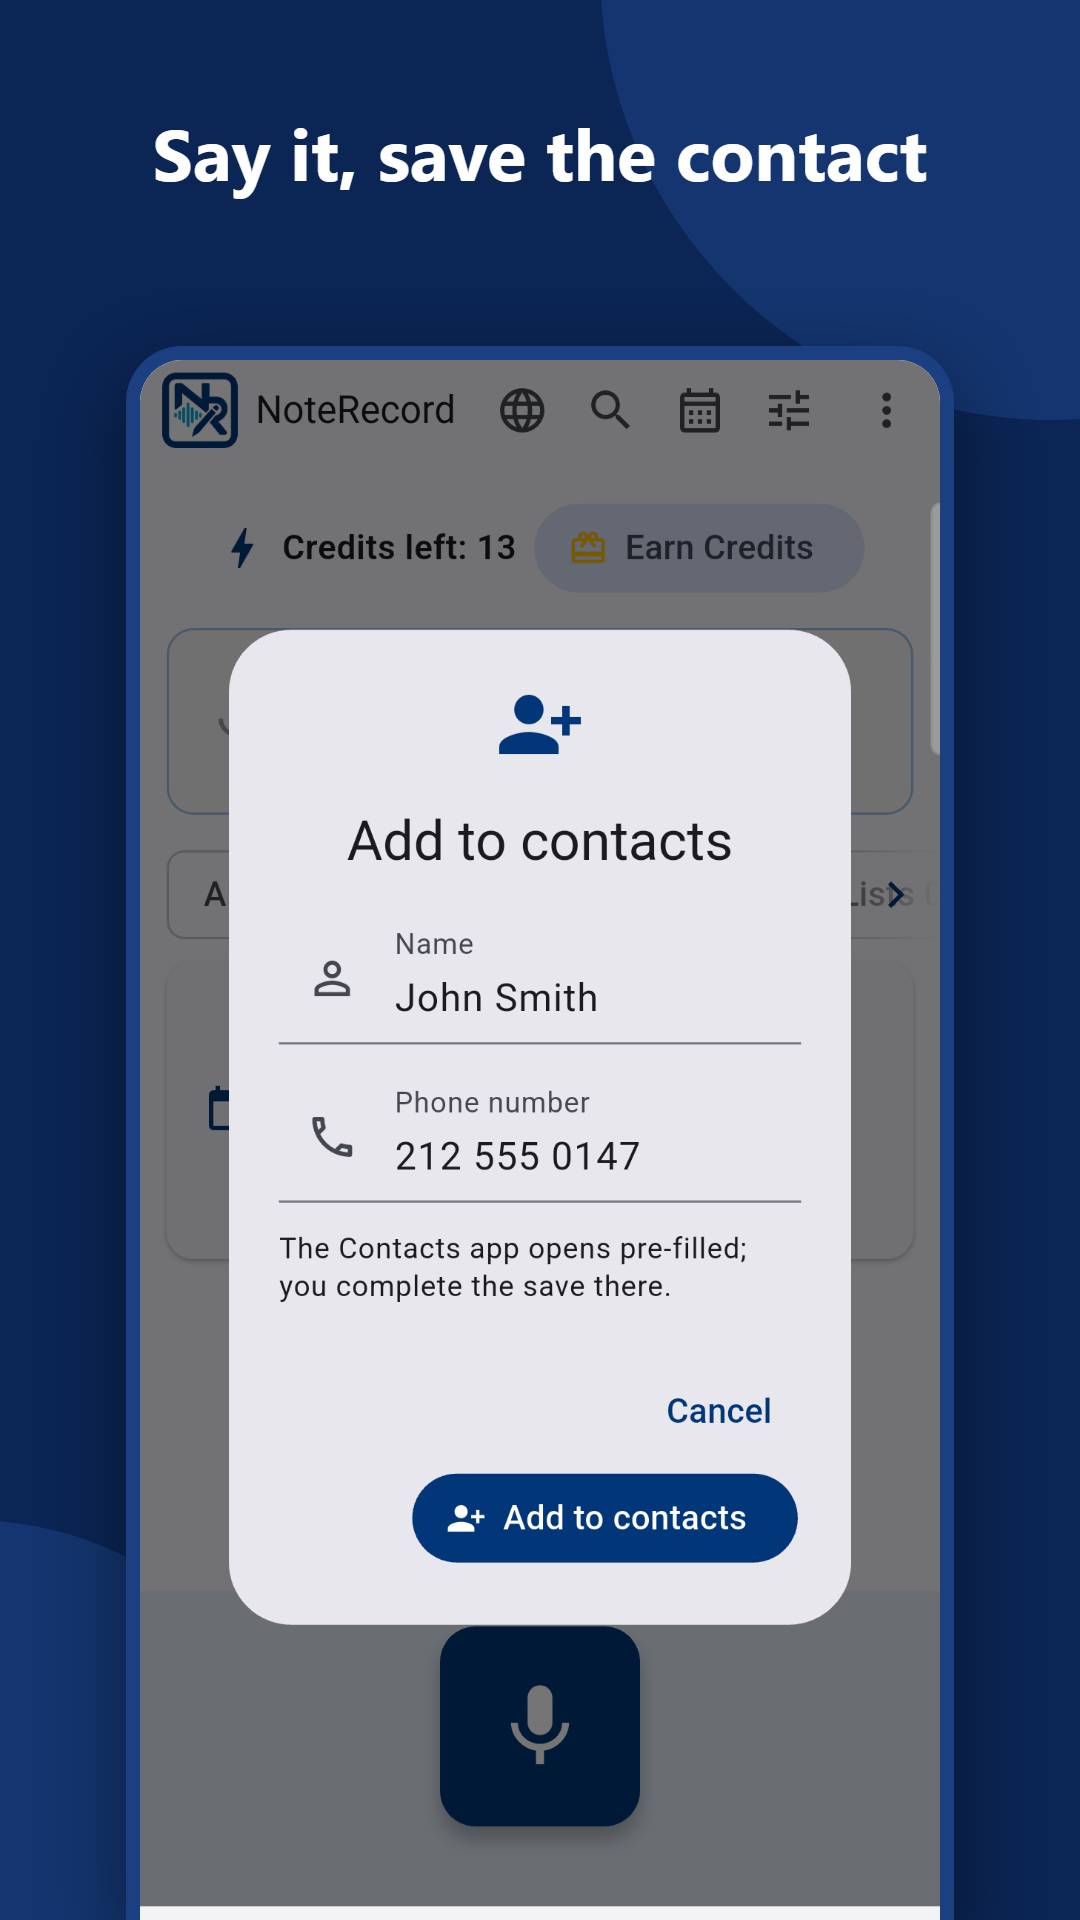 Say it, save the contact
NoteRecord
Credits left: 13
Earn Credits
Add to contacts
A
Lists
Name
John Smith
Phone number
212 555 0147
The Contacts app opens pre-filled;
you complete the save there.
Cancel
Add to contacts